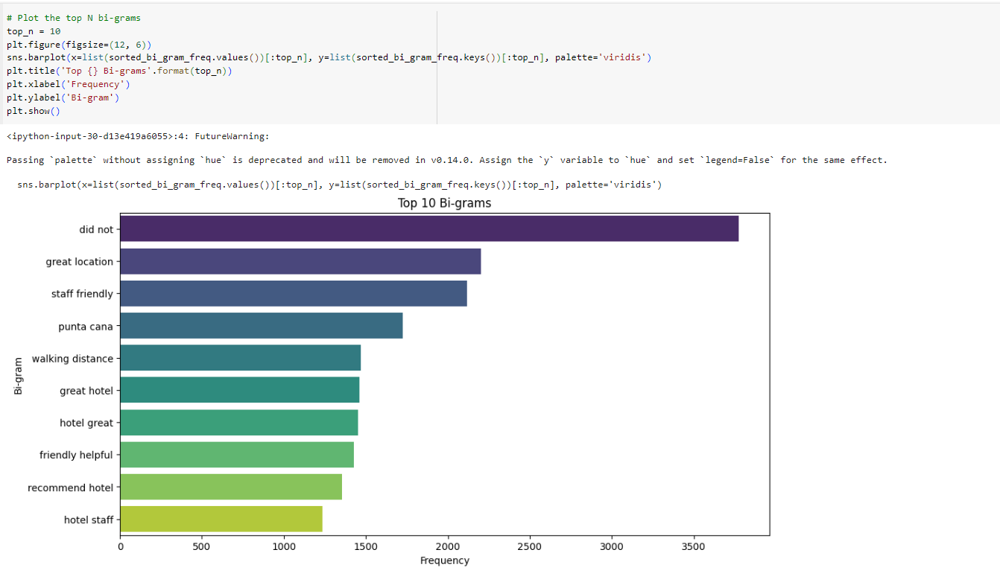 # Plot the top N bi-grams
top_n = 10
plt.figure(figsize=(12, 6))
sns.barplot(x=list(sorted_bi_gram_freq.values())[:top_n], y=list(sorted_bi_gram_freq.keys())[:top_n], palette='viridis')
plt.title('Top {} Bi-grams'.format(top_n))
plt.xlabel('Frequency')
plt.ylabel('Bi-gram')
plt.show()
<ipython-input-30-d13e419a6055>:4: FutureWarning:
Passing `palette` without assigning `hue` is deprecated and will be removed in v0.14.0. Assign the `y` variable to `hue` and set `legend=False` for the same effect.
sns.barplot(x=list(sorted_bi_gram_freq.values())[:top_n], y=list(sorted_bi_gram_freq.keys())[:top_n], palette='viridis')
Top 10 Bi-grams
did not
great location
staff friendly
punta cana
walking distance
great hotel
hotel great
friendly helpful
recommend hotel
hotel staff
Bi-gram
0 500 1000 1500 2000 2500 3000 3500
Frequency